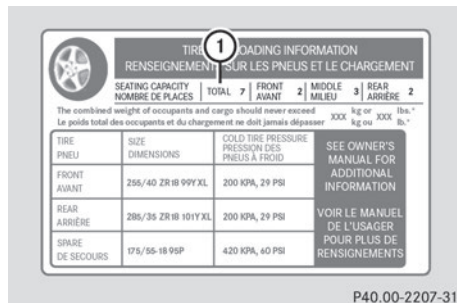 1
TIRE LOADING INFORMATION
RENSEIGNEMENTS SUR LES PNEUS ET LE CHARGEMENT
SEATING CAPACITY TOTAL 7 FRONT 2 MIDDLE 3 REAR 2
NOMBRE DE PLACES AVANT MILIEU ARRIÈRE
The combined weight of occupants and cargo should never exceed XXX kg or XXX lbs.*
Le poids total des occupants et du chargement ne doit jamais dépasser kg ou lb.*
TIRE SIZE COLD TIRE PRESSURE
PNEU DIMENSIONS PRESSION DES
PNEUS À FROID
FRONT
AVANT 255/40 ZR 18 99Y XL 200 KPA, 29 PSI
REAR
ARRIÈRE 285/35 ZR 18 101Y XL 200 KPA, 29 PSI
SPARE
DE SECOURS 175/55-18 95P 420 KPA, 60 PSI
SEE OWNER'S
MANUAL FOR
ADDITIONAL
INFORMATION
VOIR LE MANUEL
DE L'USAGER
POUR PLUS DE
RENSIGNEMENTS
P40.00-2207-31